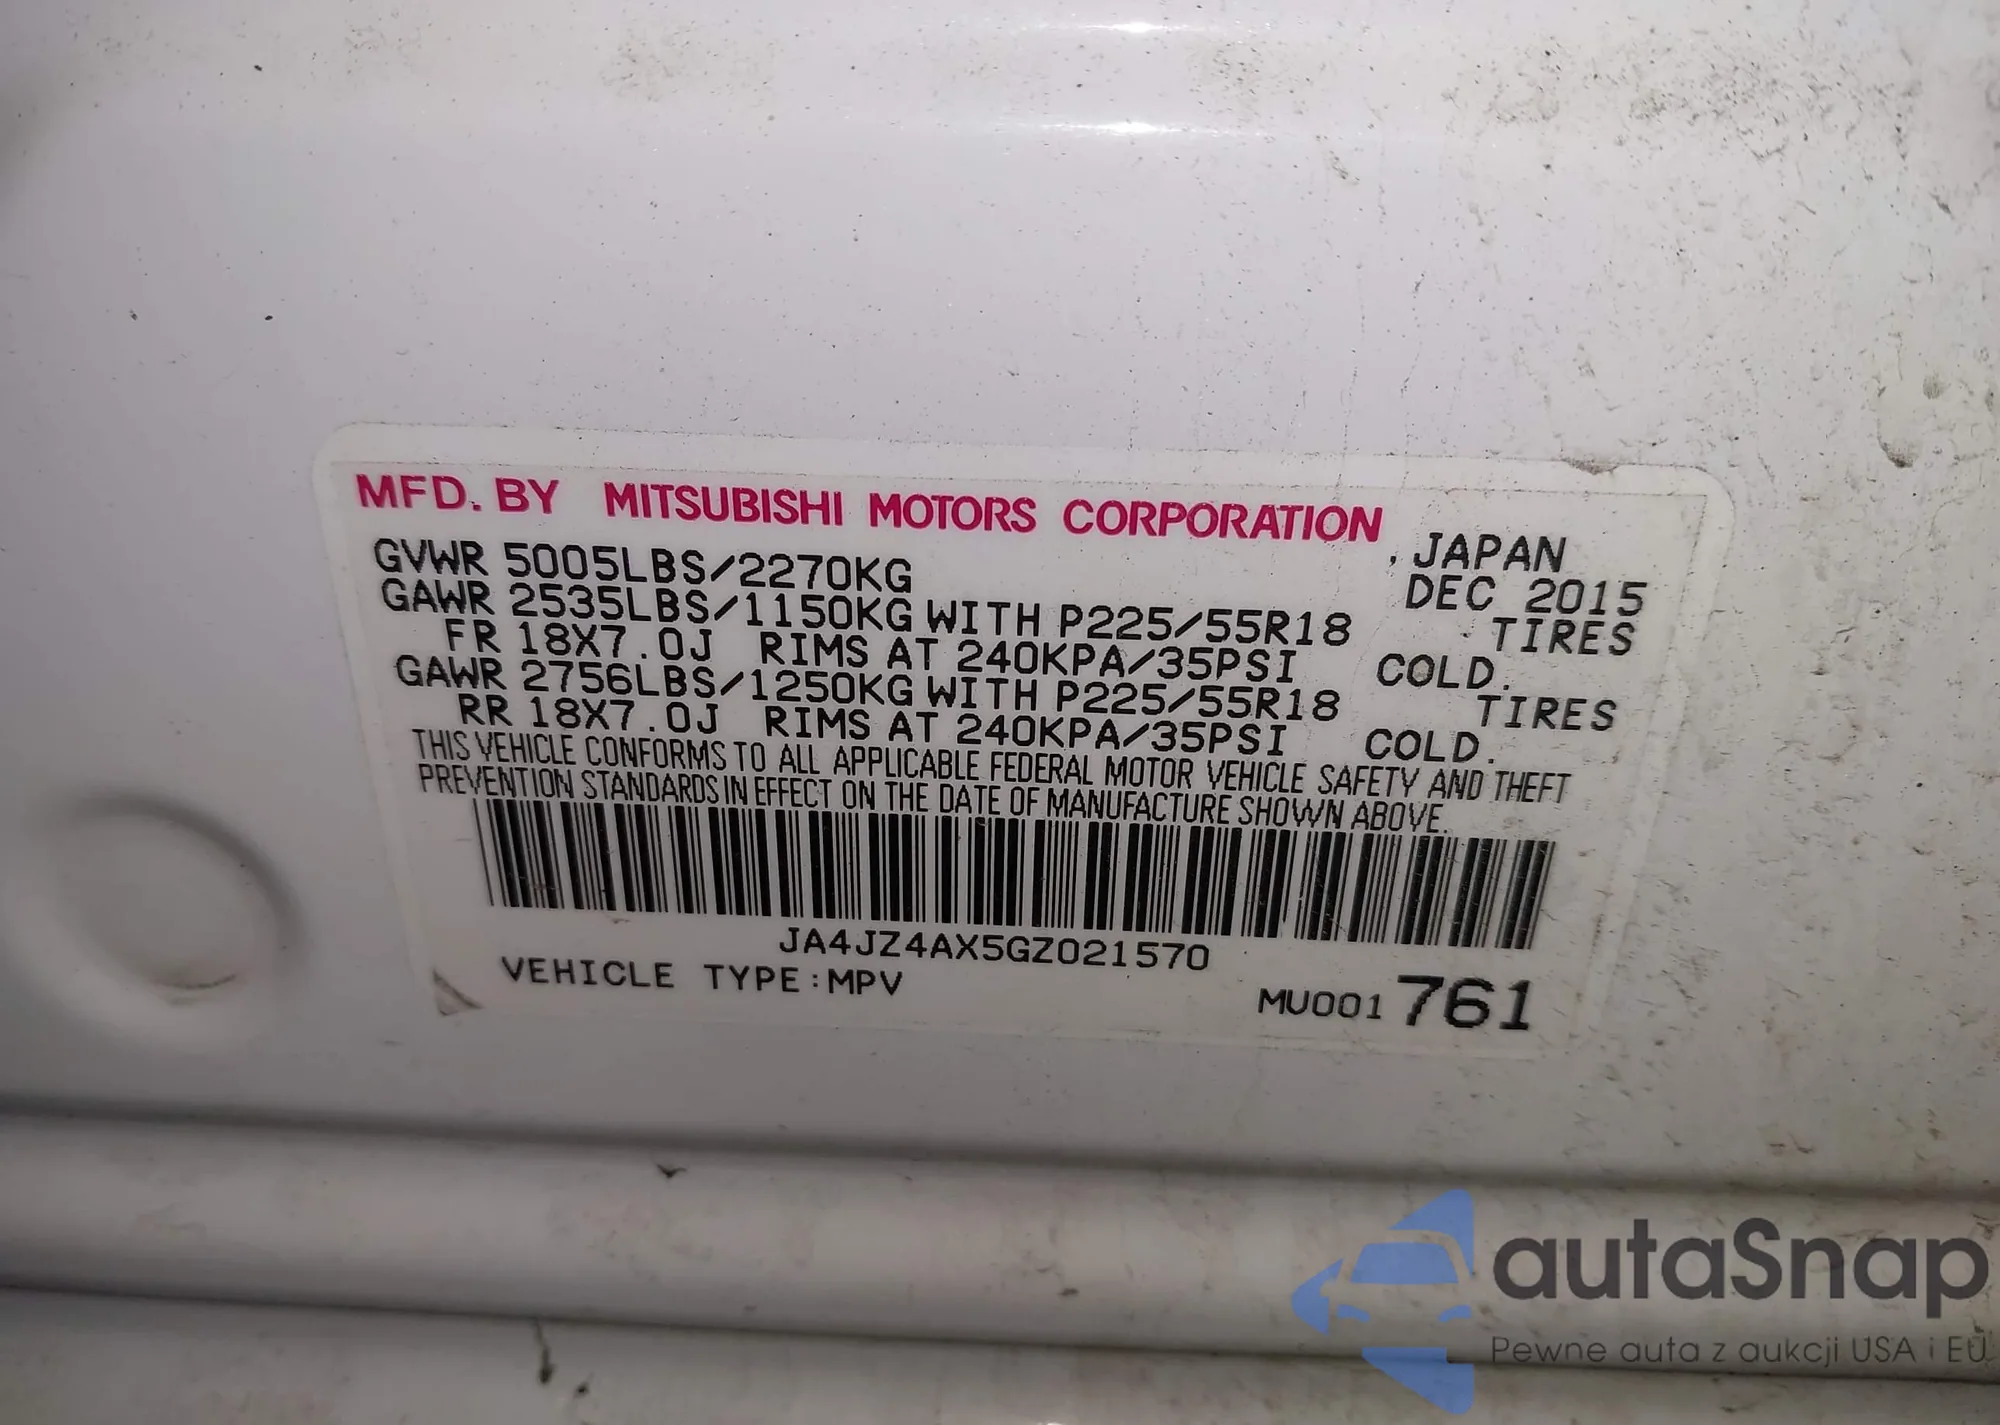 MFD. BY MITSUBISHI MOTORS CORPORATION , JAPAN
GVWR 5005LBS/2270KG DEC 2015
GAWR 2535LBS/1150KG WITH P225/55R18 TIRES
FR 18X7.0J RIMS AT 240KPA/35PSI COLD.
GAWR 2756LBS/1250KG WITH P225/55R18 TIRES
RR 18X7.0J RIMS AT 240KPA/35PSI COLD.
THIS VEHICLE CONFORMS TO ALL APPLICABLE FEDERAL MOTOR VEHICLE SAFETY AND THEFT
PREVENTION STANDARDS IN EFFECT ON THE DATE OF MANUFACTURE SHOWN ABOVE.
JA4JZ4AX5GZ021570
VEHICLE TYPE:MPV
MU001 761
autaSnap
Pewne auta z aukcji USA i EU